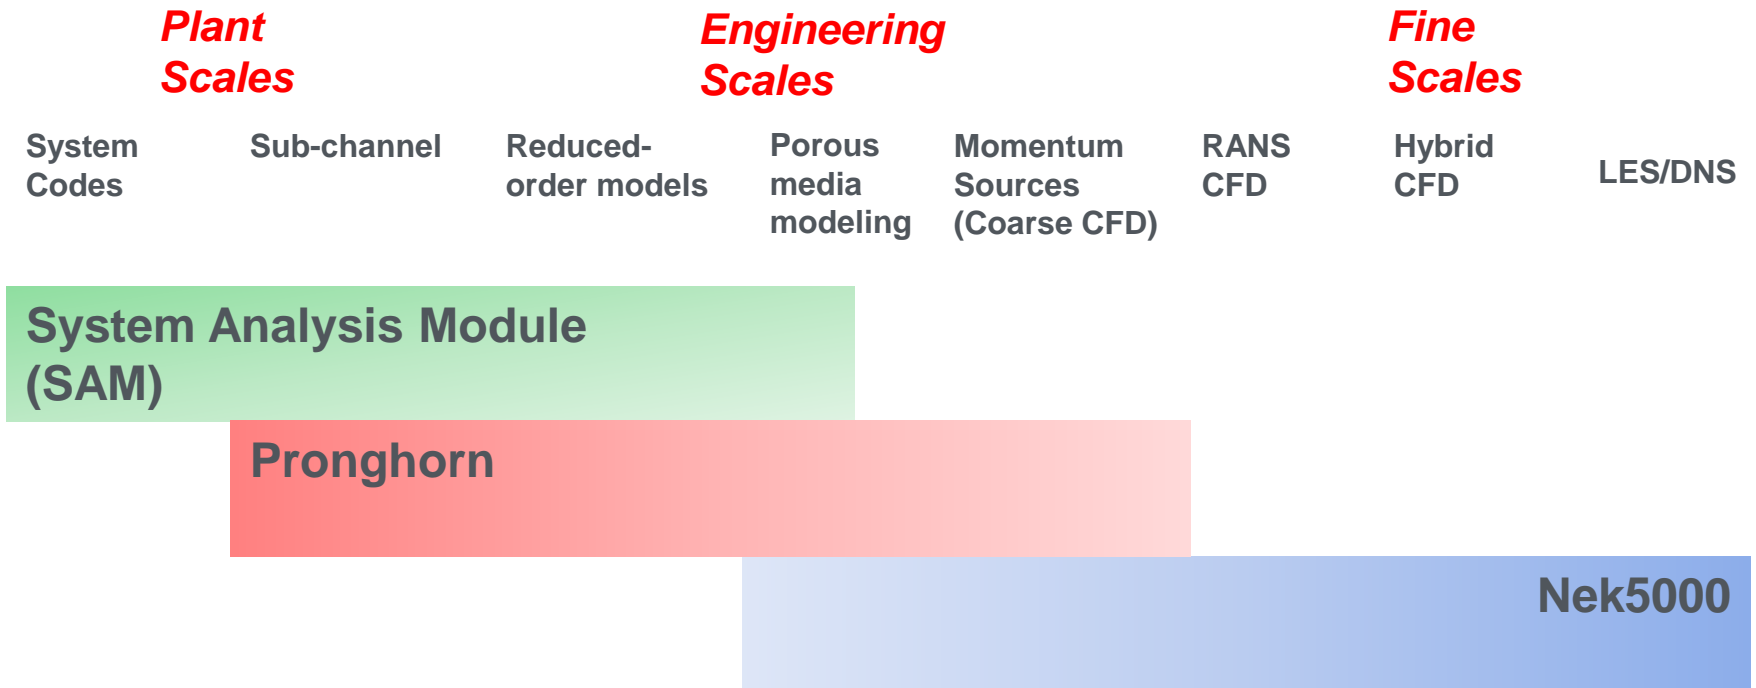 Plant
Scales
Engineering
Scales
Fine
Scales
System
Codes
Sub-channel
Reduced-
order models
Porous
media
modeling
Momentum
Sources
(Coarse CFD)
RANS
CFD
Hybrid
CFD
LES/DNS
System Analysis Module
(SAM)
Pronghorn
Nek5000